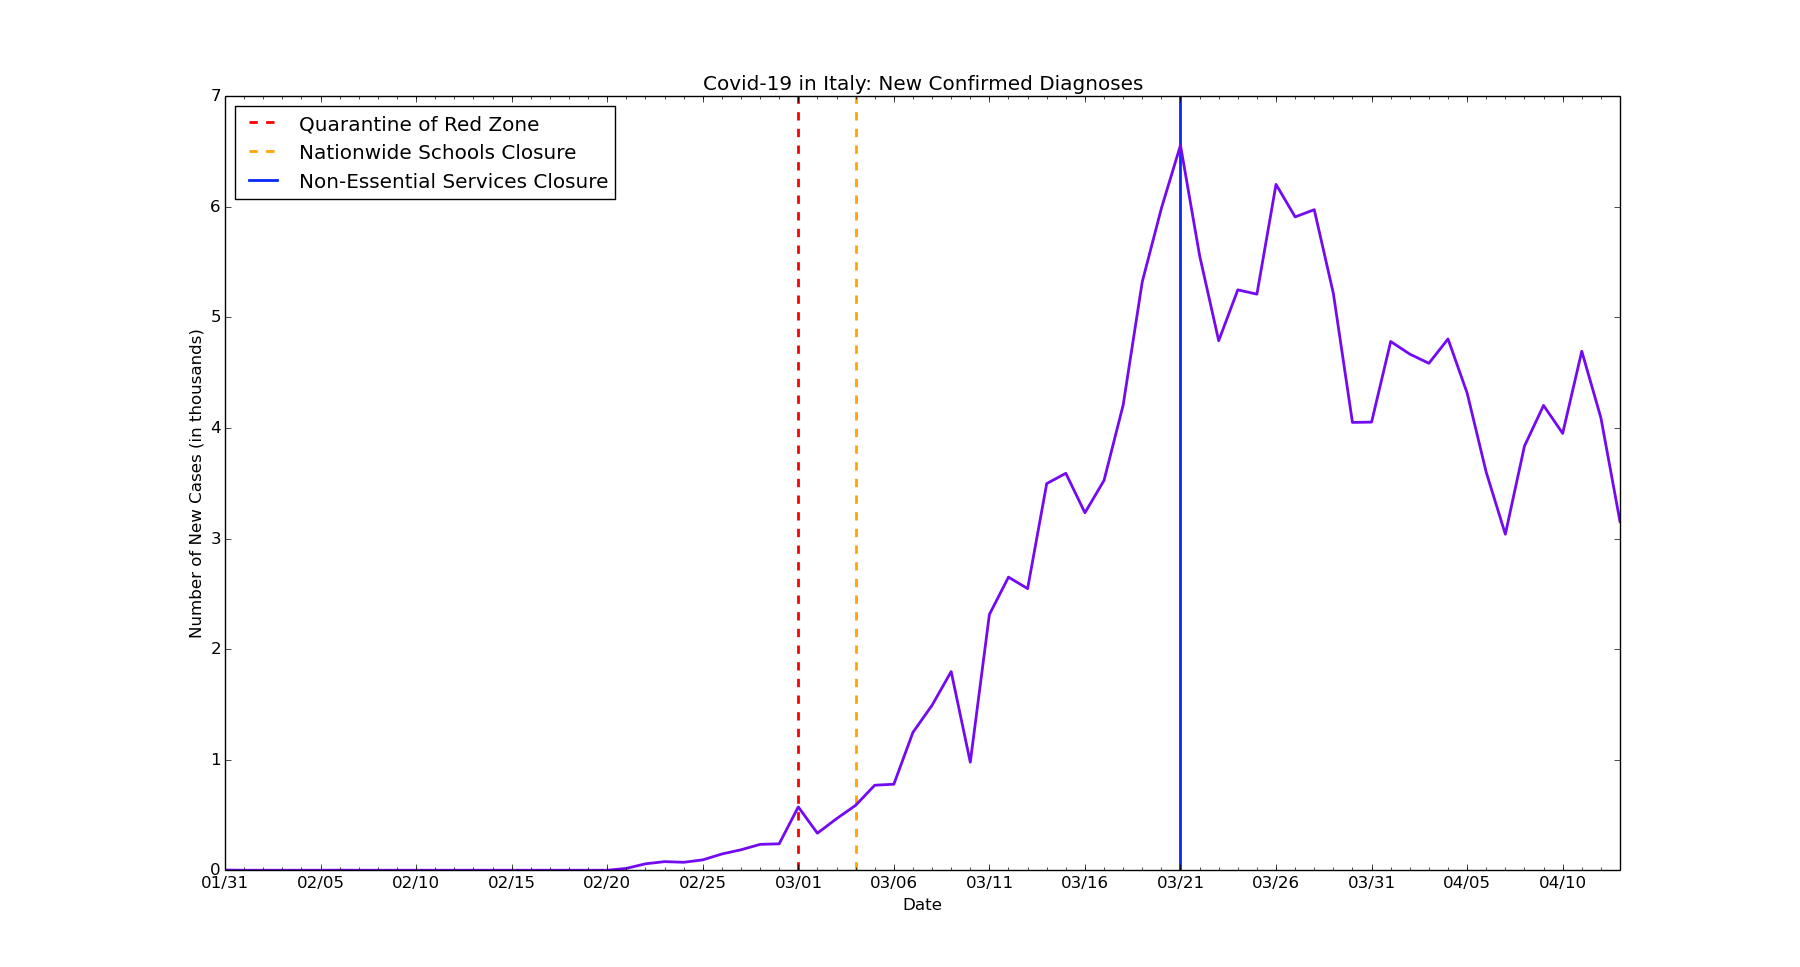 Covid-19 in Italy: New Confirmed Diagnoses
Quarantine of Red Zone
Nationwide Schools Closure
Non-Essential Services Closure
Number of New Cases (in thousands)
7
6
5
4
3
2
1
0
01/31 02/05 02/10 02/15 02/20 02/25 03/01 03/06 03/11 03/16 03/21 03/26 03/31 04/05 04/10
Date